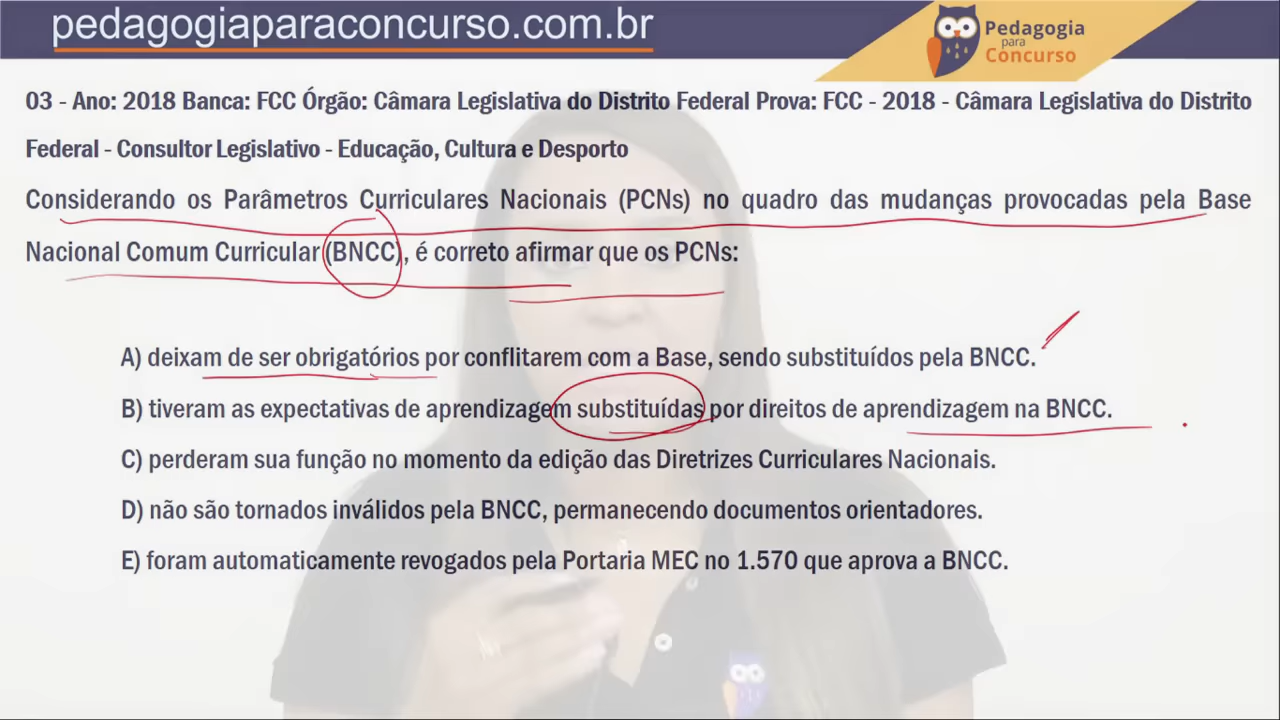 pedagogiaparaconcurso.com.br
Pedagogia
para
Concurso
03 - Ano: 2018 Banca: FCC Órgão: Câmara Legislativa do Distrito Federal Prova: FCC - 2018 - Câmara Legislativa do Distrito
Federal - Consultor Legislativo - Educação, Cultura e Desporto
Considerando os Parâmetros Curriculares Nacionais (PCNs) no quadro das mudanças provocadas pela Base
Nacional Comum Curricular (BNCC), é correto afirmar que os PCNs:
A) deixam de ser obrigatórios por conflitarem com a Base, sendo substituídos pela BNCC.
B) tiveram as expectativas de aprendizagem substituídas por direitos de aprendizagem na BNCC.
C) perderam sua função no momento da edição das Diretrizes Curriculares Nacionais.
D) não são tornados inválidos pela BNCC, permanecendo documentos orientadores.
E) foram automaticamente revogados pela Portaria MEC no 1.570 que aprova a BNCC.